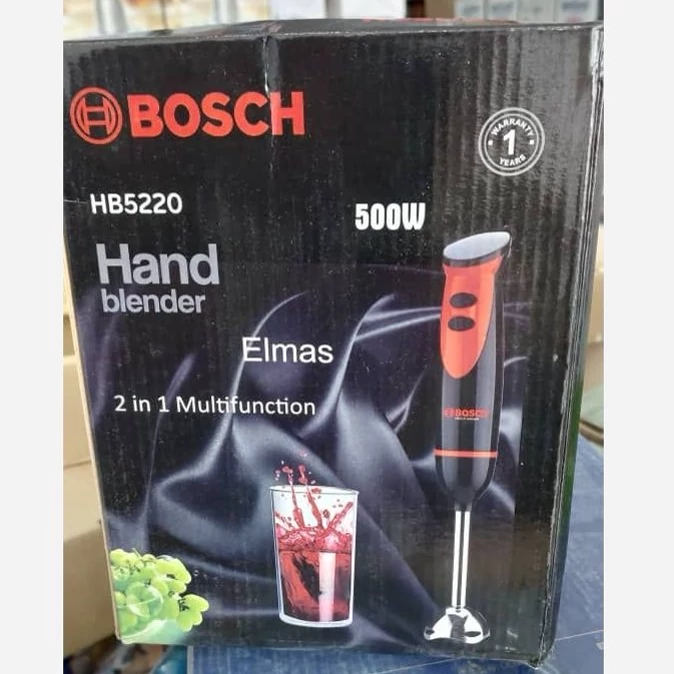 BOSCH
WARRANTY
1
YEARS
HB5220
500W
Hand
blender
Elmas
2 in 1 Multifunction
BOSCH